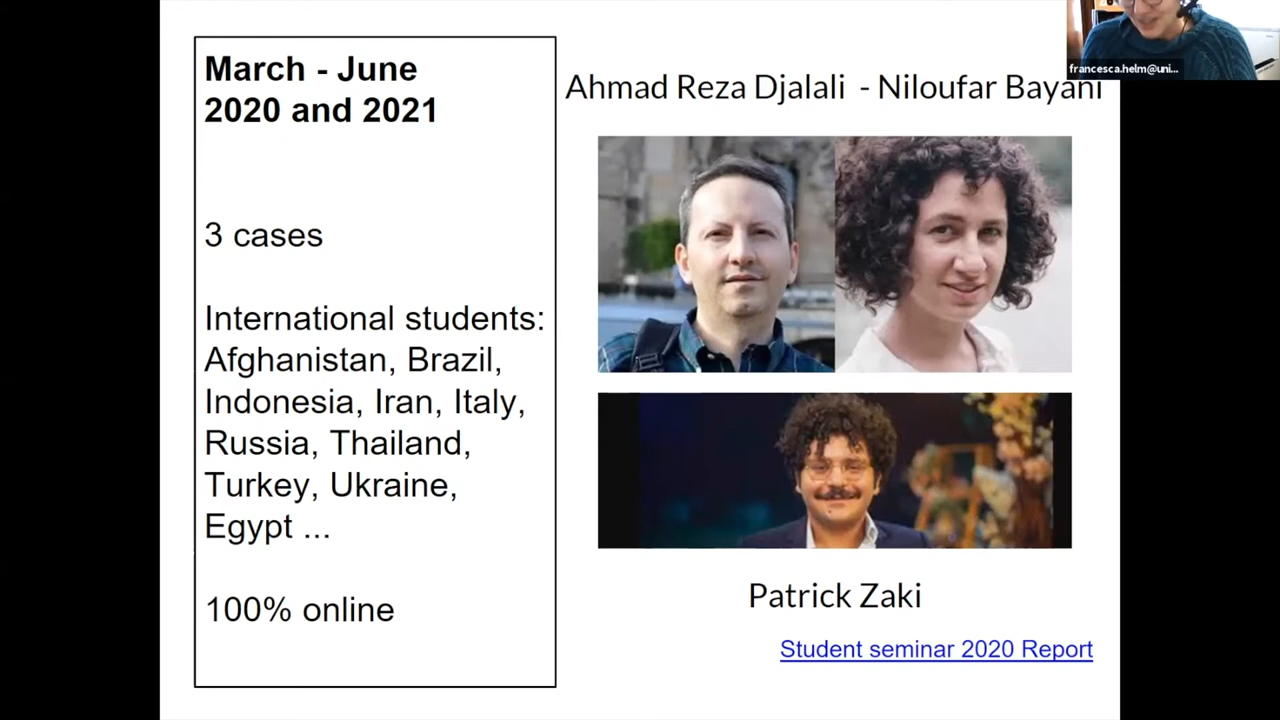 March - June
2020 and 2021
3 cases
International students:
Afghanistan, Brazil,
Indonesia, Iran, Italy,
Russia, Thailand,
Turkey, Ukraine,
Egypt ...
100% online
francesca.helm@uni...
Ahmad Reza Djalali - Niloufar Bayani
Patrick Zaki
Student seminar 2020 Report